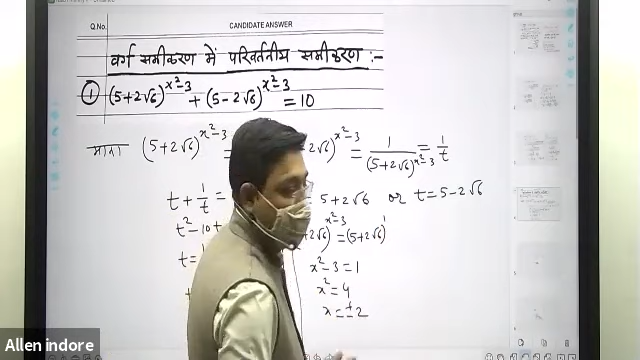 Q.No. CANDIDATE ANSWER
वर्ग समीकरण में परिवर्तनीय समीकरण :-
① (5+2√6)^(x²-3) + (5-2√6)^(x²-3) = 10
माना (5+2√6)^(x²-3) = 2√6)^(x²-3) = 1/(5+2√6)^(x²-3) = 1/t
t + 1/t = 5+2√6 or t = 5-2√6
t² - 10t 2√6)^(x²-3) = (5+2√6)^1
t = x²-3 = 1
x² = 4
x = ±2
Allen indore